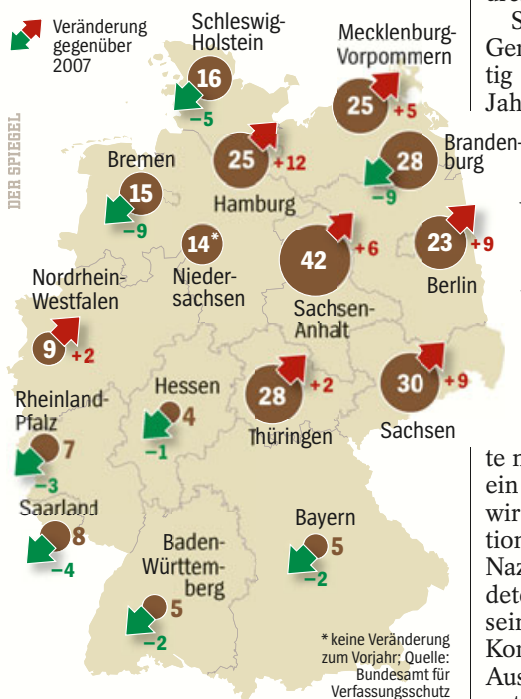 Veränderung
gegenüber
2007
DER SPIEGEL
Schleswig-
Holstein
16
–5
Mecklenburg-
Vorpommern
25
+5
Hamburg
25
+12
Branden-
burg
28
–9
Bremen
15
–9
Nieder-
sachsen
14*
Sachsen-
Anhalt
42
+6
Berlin
23
+9
Nordrhein-
Westfalen
9
+2
Hessen
4
–1
Thüringen
28
+2
Sachsen
30
+9
Rheinland-
Pfalz
7
–3
Saarland
8
–4
Baden-
Württem-
berg
5
–2
Bayern
5
–2
* keine Veränderung
zum Vorjahr; Quelle:
Bundesamt für
Verfassungsschutz
S
Ger
tig
Jah
te n
ein
wir
tion
Naz
dete
sein
Kor
Aus